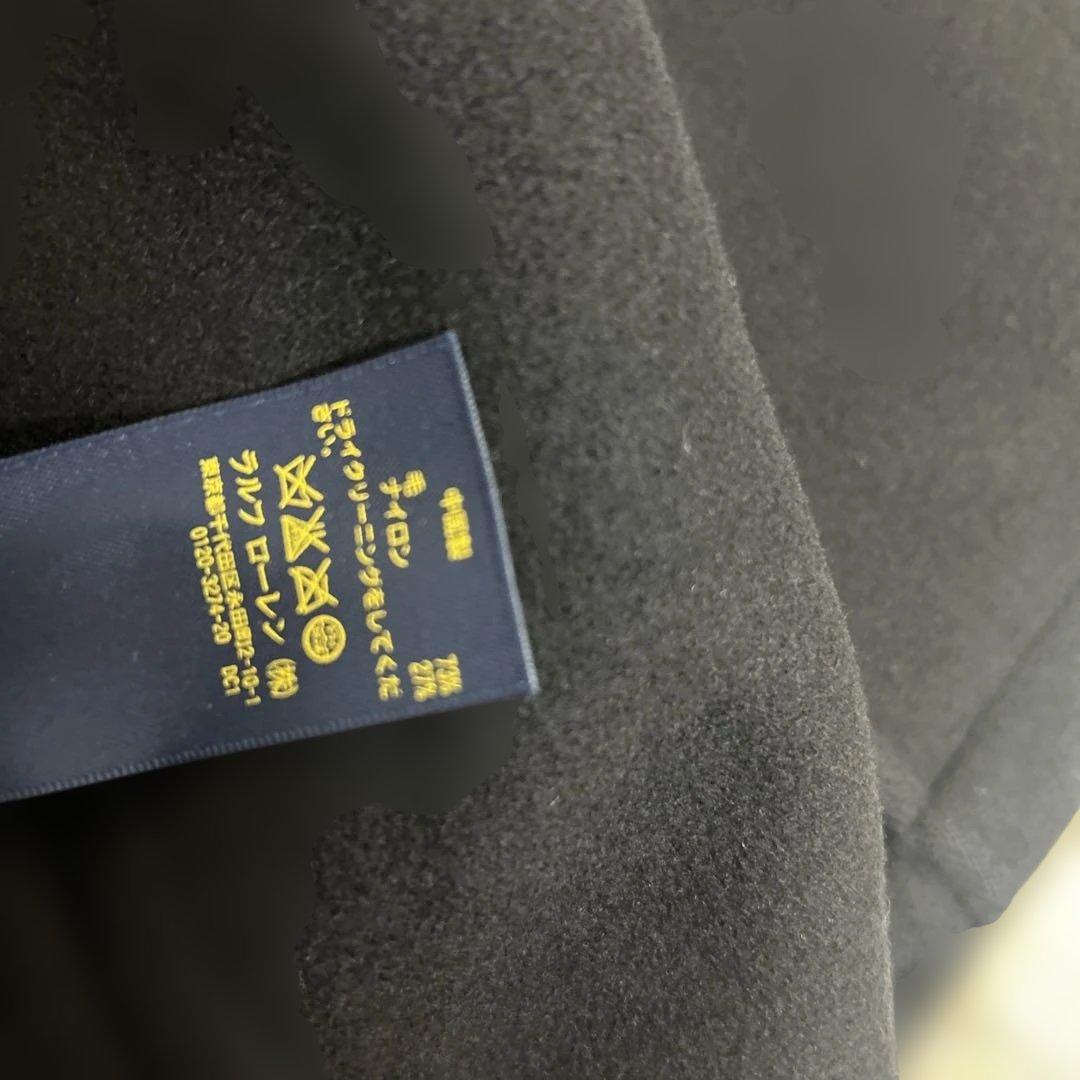 中国製
毛 73%
ナイロン 27%
ドライクリーニングをしてくだ
さい。
ラルフ ローレン (株)
東京都千代田区永田町2-10-1
0120-3274-20 DC1